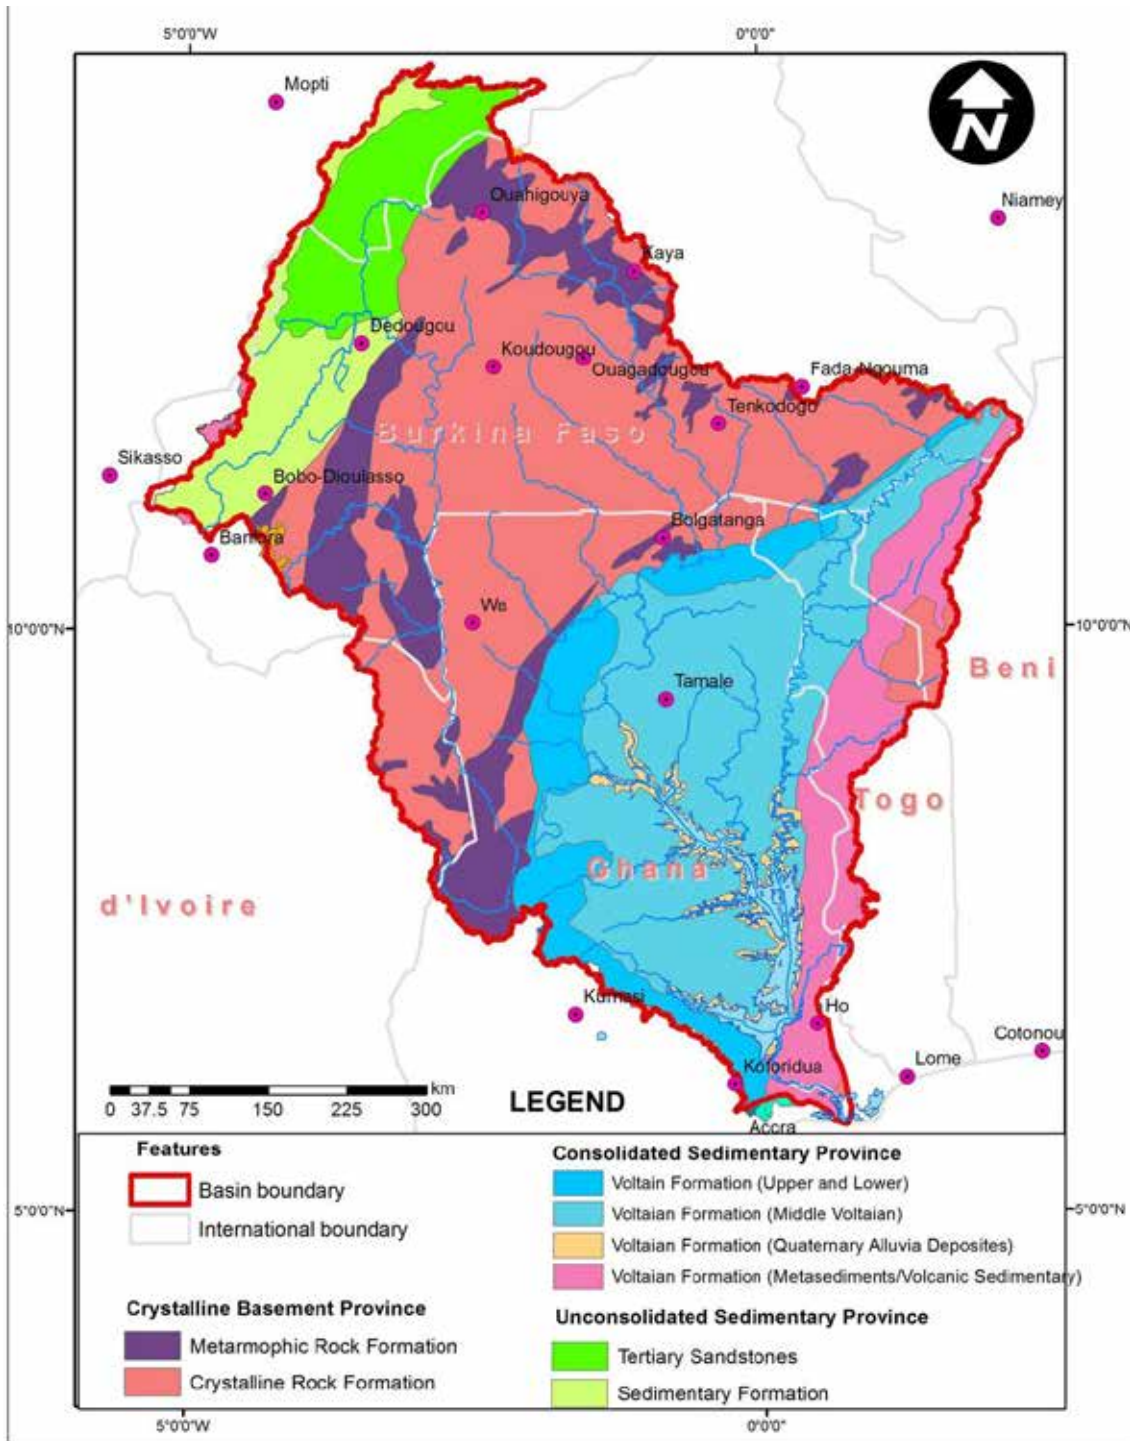 5°0'0"W 0°0'0"
Mopti
N
Ouahigouya
Niamey
Kaya
Dedougou
Koudougou
Ouagadougou
Fada-Ngouma
Tenkodogo
Burkina Faso
Sikasso
Bobo-Dioulasso
Bolgatanga
Banfora
Wa
10°0'0"N 10°0'0"N
Beni
Tamale
Togo
Ghana
d'Ivoire
Kumasi
Ho
Cotonou
Lome
Koforidua
km
0 37.5 75 150 225 300
LEGEND
Accra
Features
Basin boundary
International boundary
Crystalline Basement Province
Metarmophic Rock Formation
Crystalline Rock Formation
Consolidated Sedimentary Province
Voltain Formation (Upper and Lower)
Voltaian Formation (Middle Voltaian)
Voltaian Formation (Quaternary Alluvia Deposites)
Voltaian Formation (Metasediments/Volcanic Sedimentary)
Unconsolidated Sedimentary Province
Tertiary Sandstones
Sedimentary Formation
5°0'0"N 5°0'0"N
5°0'0"W 0°0'0"